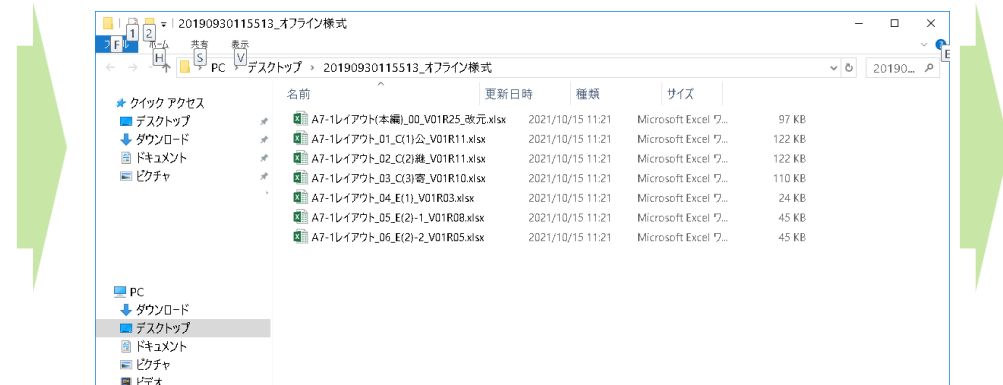 20190930115513_オフライン様式
1 2
ファイル ホーム 共有 表示
F H S V E
PC › デスクトップ › 20190930115513_オフライン様式 20190...
名前 更新日時 種類 サイズ
クイック アクセス
デスクトップ
ダウンロード
ドキュメント
ピクチャ
A7-1レイアウト(本編)_00_V01R25_改元.xlsx 2021/10/15 11:21 Microsoft Excel ワ... 97 KB
A7-1レイアウト_01_C(1)公_V01R11.xlsx 2021/10/15 11:21 Microsoft Excel ワ... 122 KB
A7-1レイアウト_02_C(2)継_V01R11.xlsx 2021/10/15 11:21 Microsoft Excel ワ... 122 KB
A7-1レイアウト_03_C(3)寄_V01R10.xlsx 2021/10/15 11:21 Microsoft Excel ワ... 110 KB
A7-1レイアウト_04_E(1)_V01R03.xlsx 2021/10/15 11:21 Microsoft Excel ワ... 24 KB
A7-1レイアウト_05_E(2)-1_V01R08.xlsx 2021/10/15 11:21 Microsoft Excel ワ... 45 KB
A7-1レイアウト_06_E(2)-2_V01R05.xlsx 2021/10/15 11:21 Microsoft Excel ワ... 45 KB
PC
ダウンロード
デスクトップ
ドキュメント
ピクチャ
ビデオ